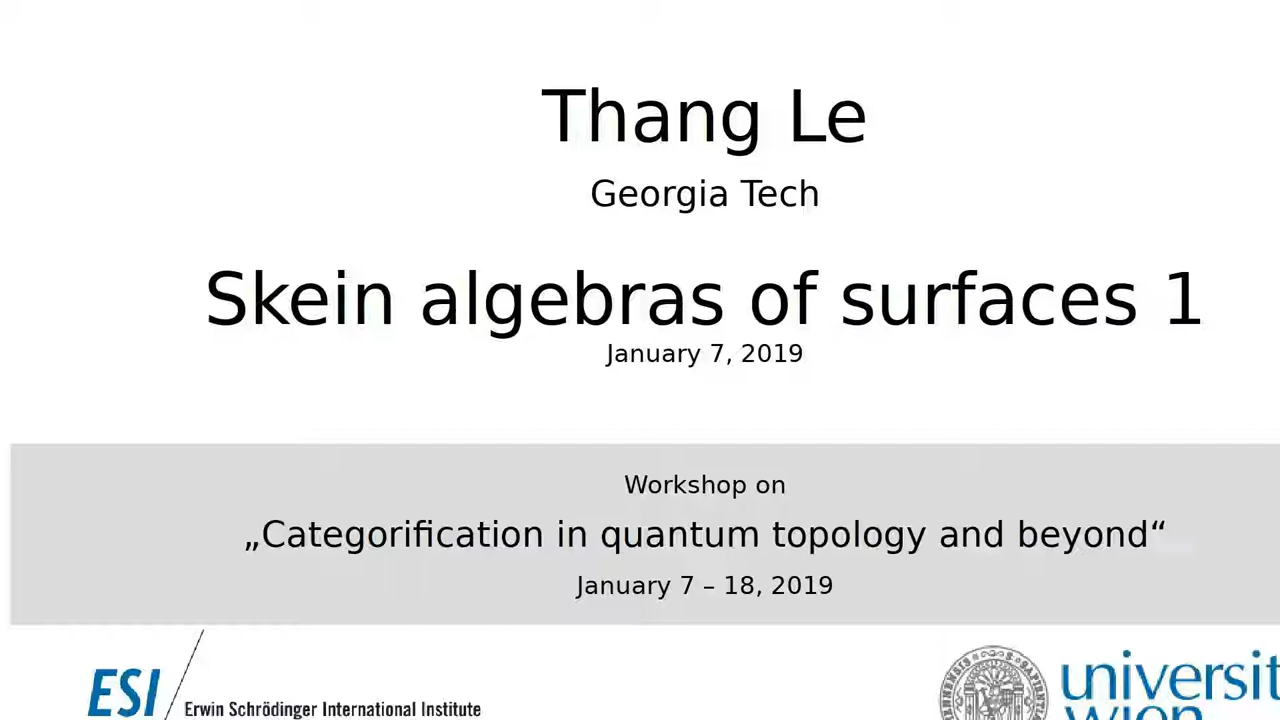 Thang Le
Georgia Tech
Skein algebras of surfaces 1
January 7, 2019
Workshop on
„Categorification in quantum topology and beyond“
January 7 – 18, 2019
ESI
Erwin Schrödinger International Institute
universit
wien